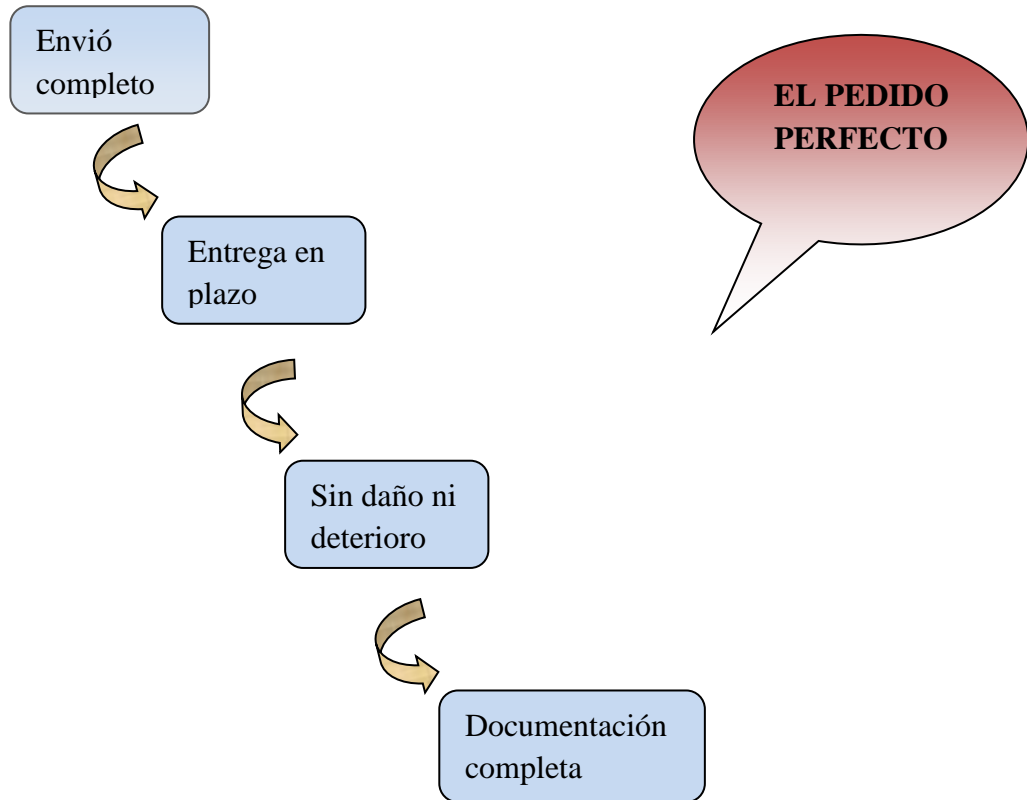 Envió
completo
EL PEDIDO
PERFECTO
Entrega en
plazo
Sin daño ni
deterioro
Documentación
completa